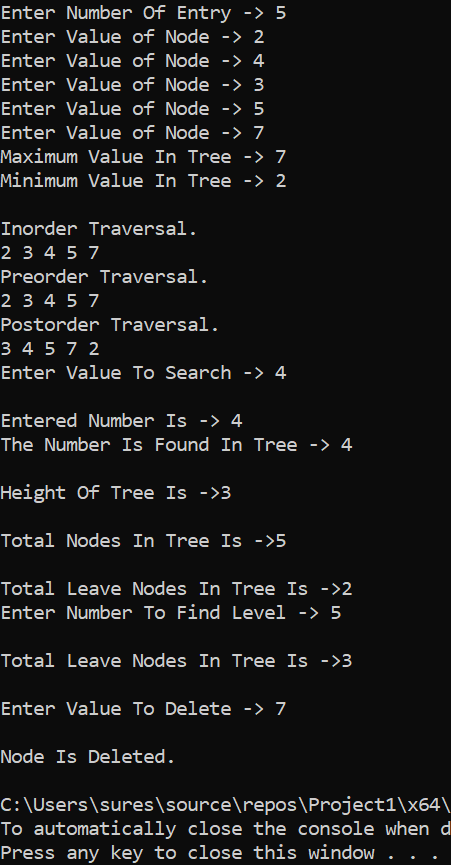 Enter Number Of Entry -> 5
Enter Value of Node -> 2
Enter Value of Node -> 4
Enter Value of Node -> 3
Enter Value of Node -> 5
Enter Value of Node -> 7
Maximum Value In Tree -> 7
Minimum Value In Tree -> 2
Inorder Traversal.
2 3 4 5 7
Preorder Traversal.
2 3 4 5 7
Postorder Traversal.
3 4 5 7 2
Enter Value To Search -> 4
Entered Number Is -> 4
The Number Is Found In Tree -> 4
Height Of Tree Is ->3
Total Nodes In Tree Is ->5
Total Leave Nodes In Tree Is ->2
Enter Number To Find Level -> 5
Total Leave Nodes In Tree Is ->3
Enter Value To Delete -> 7
Node Is Deleted.
C:\Users\sures\source\repos\Project1\x64\
To automatically close the console when d
Press any key to close this window . . .